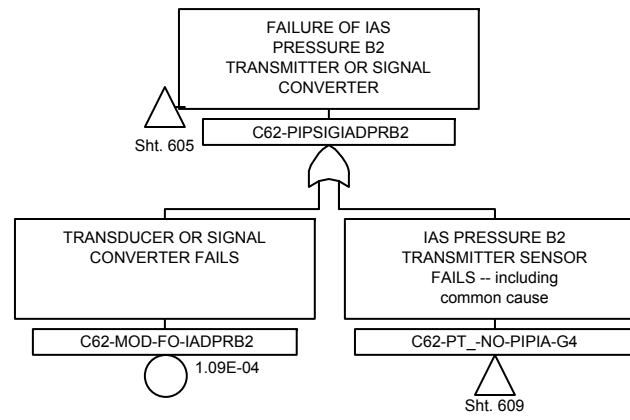 FAILURE OF IAS
PRESSURE B2
TRANSMITTER OR SIGNAL
CONVERTER
Sht. 605
C62-PIPSIGIADPRB2
TRANSDUCER OR SIGNAL
CONVERTER FAILS
C62-MOD-FO-IADPRB2
1.09E-04
IAS PRESSURE B2
TRANSMITTER SENSOR
FAILS -- including
common cause
C62-PT_-NO-PIPIA-G4
Sht. 609